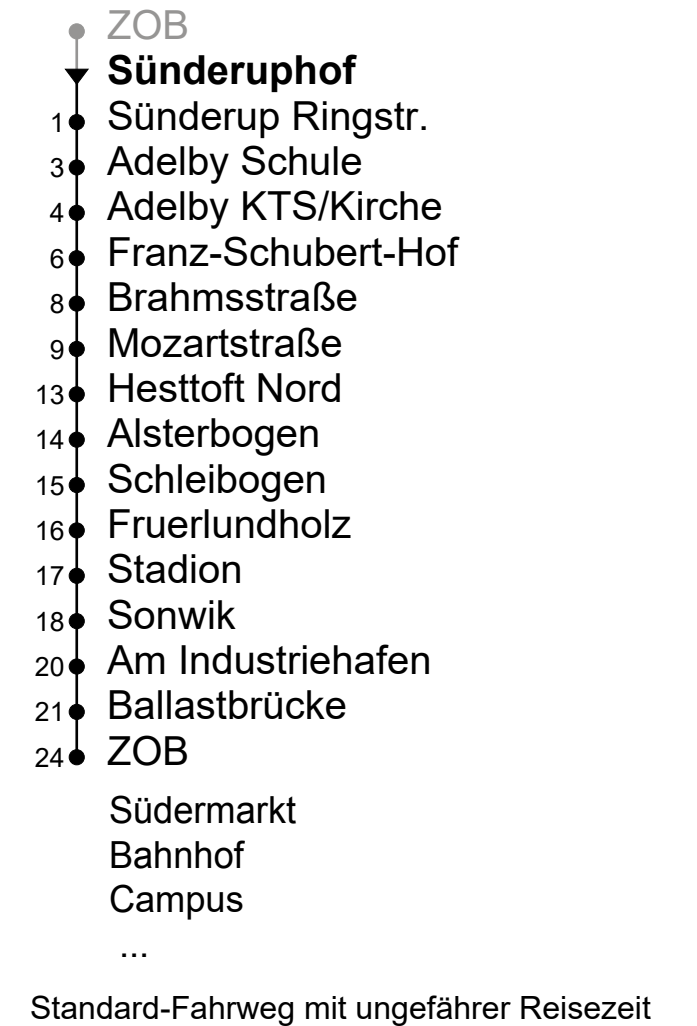 ZOB
Sünderuphof
1 Sünderup Ringstr.
3 Adelby Schule
4 Adelby KTS/Kirche
6 Franz-Schubert-Hof
8 Brahmsstraße
9 Mozartstraße
13 Hesttoft Nord
14 Alsterbogen
15 Schleibogen
16 Fruerlundholz
17 Stadion
18 Sonwik
20 Am Industriehafen
21 Ballastbrücke
24 ZOB
Südermarkt
Bahnhof
Campus
...
Standard-Fahrweg mit ungefährer Reisezeit